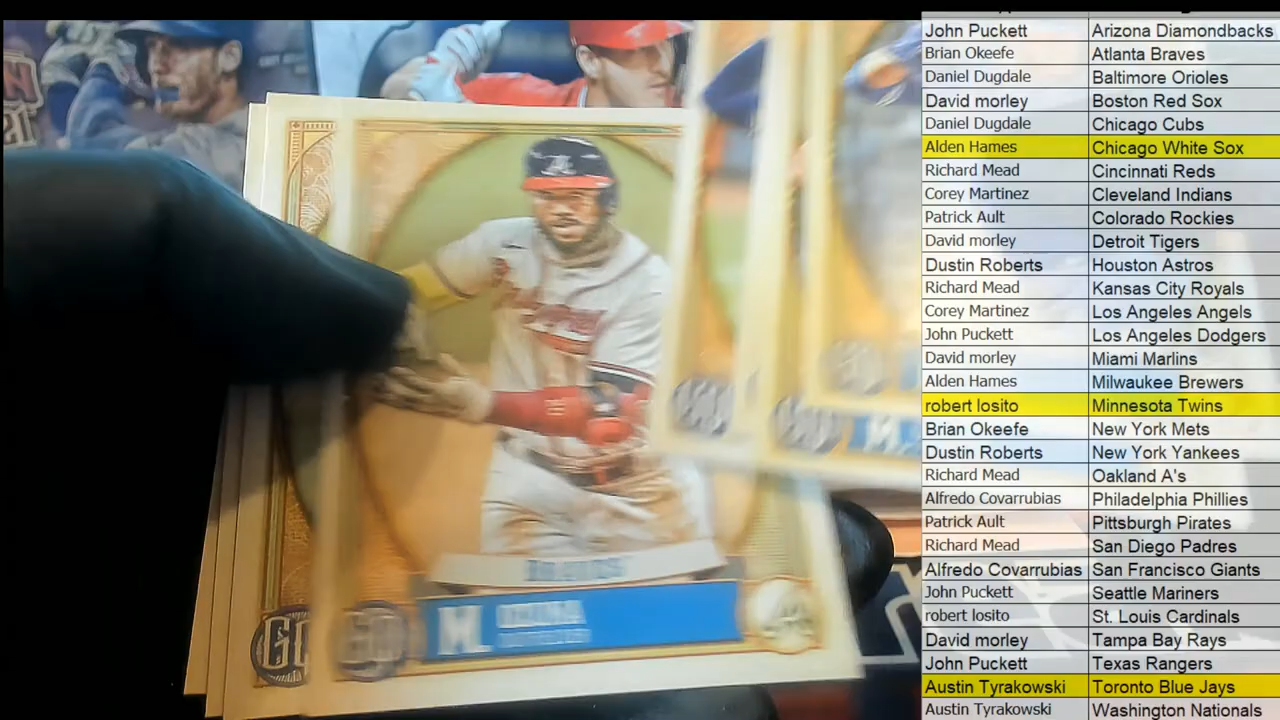 John Puckett Arizona Diamondbacks
Brian Okeefe Atlanta Braves
Daniel Dugdale Baltimore Orioles
David morley Boston Red Sox
Daniel Dugdale Chicago Cubs
Alden Hames Chicago White Sox
Richard Mead Cincinnati Reds
Corey Martinez Cleveland Indians
Patrick Ault Colorado Rockies
David morley Detroit Tigers
Dustin Roberts Houston Astros
Richard Mead Kansas City Royals
Corey Martinez Los Angeles Angels
John Puckett Los Angeles Dodgers
David morley Miami Marlins
Alden Hames Milwaukee Brewers
robert losito Minnesota Twins
Brian Okeefe New York Mets
Dustin Roberts New York Yankees
Richard Mead Oakland A's
Alfredo Covarrubias Philadelphia Phillies
Patrick Ault Pittsburgh Pirates
Richard Mead San Diego Padres
Alfredo Covarrubias San Francisco Giants
John Puckett Seattle Mariners
robert losito St. Louis Cardinals
David morley Tampa Bay Rays
John Puckett Texas Rangers
Austin Tyrakowski Toronto Blue Jays
Austin Tyrakowski Washington Nationals
M. OZUNA